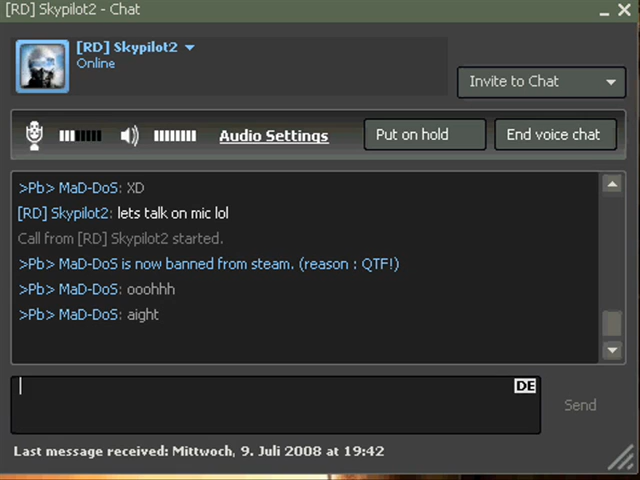 [RD] Skypilot2 - Chat
[RD] Skypilot2
Online
Invite to Chat
Audio Settings
Put on hold
End voice chat
>Pb> MaD-DoS: XD
[RD] Skypilot2: lets talk on mic lol
Call from [RD] Skypilot2 started.
>Pb> MaD-DoS is now banned from steam. (reason : QTF!)
>Pb> MaD-DoS: ooohhh
>Pb> MaD-DoS: aight
DE
Send
Last message received: Mittwoch, 9. Juli 2008 at 19:42